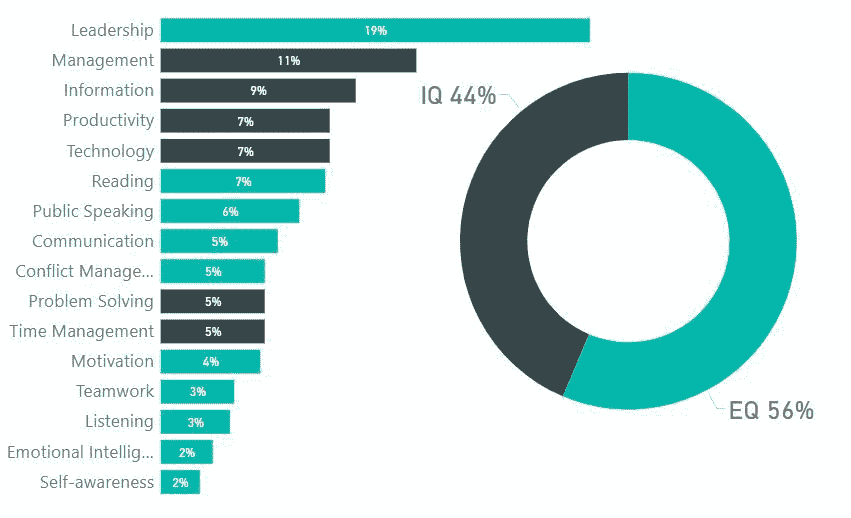 Leadership 19%
Management 11%
Information 9%
Productivity 7%
Technology 7%
Reading 7%
Public Speaking 6%
Communication 5%
Conflict Manage... 5%
Problem Solving 5%
Time Management 5%
Motivation 4%
Teamwork 3%
Listening 3%
Emotional Intellig... 2%
Self-awareness 2%
IQ 44%
EQ 56%